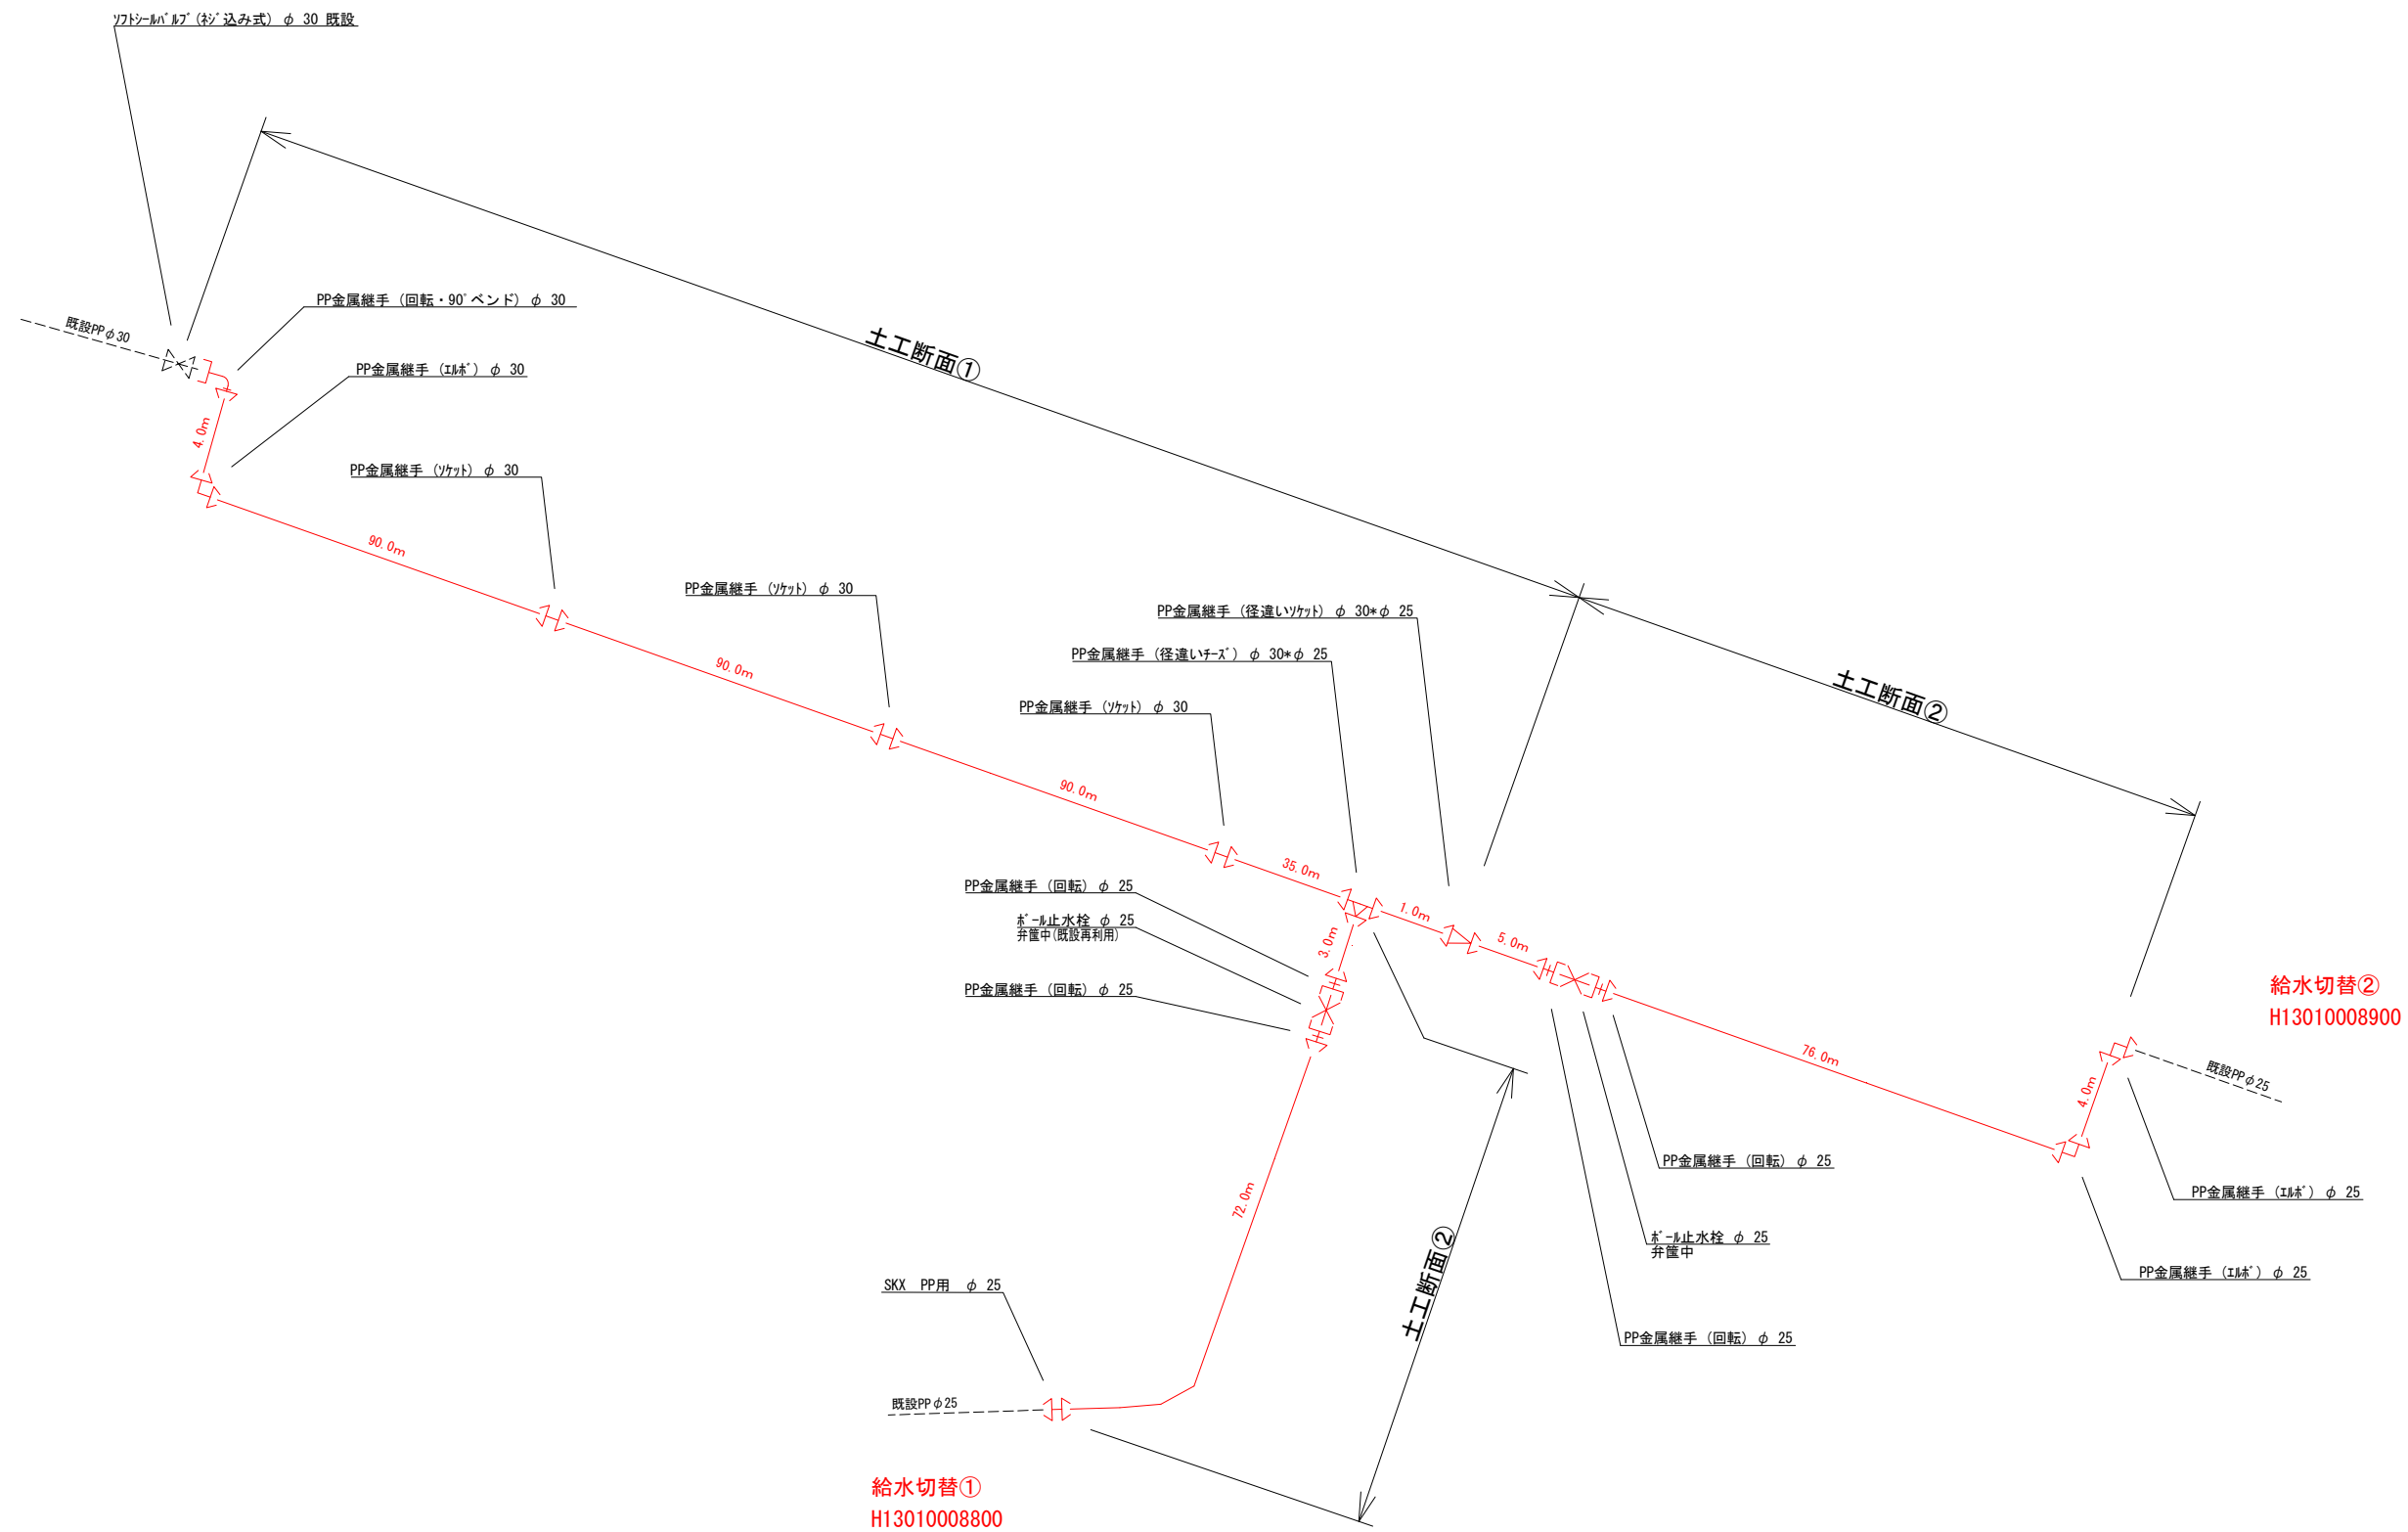 ｿﾌﾄｼｰﾙﾊﾞﾙﾌﾞ(ﾈｼﾞ込み式) φ 30 既設
既設PPφ30
PP金属継手 (回転・90°ベンド) φ 30
PP金属継手 (ｴﾙﾎﾞ) φ 30
4.0m
PP金属継手 (ｿｹｯﾄ) φ 30
90.0m
土工断面①
PP金属継手 (ｿｹｯﾄ) φ 30
90.0m
PP金属継手 (径違いｿｹｯﾄ) φ 30*φ 25
PP金属継手 (径違いﾁｰｽﾞ) φ 30*φ 25
PP金属継手 (ｿｹｯﾄ) φ 30
90.0m
土工断面②
35.0m
PP金属継手 (回転) φ 25
ﾎﾞｰﾙ止水栓 φ 25
弁筐中(既設再利用)
PP金属継手 (回転) φ 25
3.0m
1.0m
5.0m
76.0m
4.0m
給水切替②
H13010008900
既設PPφ25
PP金属継手 (回転) φ 25
PP金属継手 (ｴﾙﾎﾞ) φ 25
ﾎﾞｰﾙ止水栓 φ 25
弁筐中
PP金属継手 (ｴﾙﾎﾞ) φ 25
PP金属継手 (回転) φ 25
72.0m
土工断面②
SKX PP用 φ 25
既設PPφ25
給水切替①
H13010008800